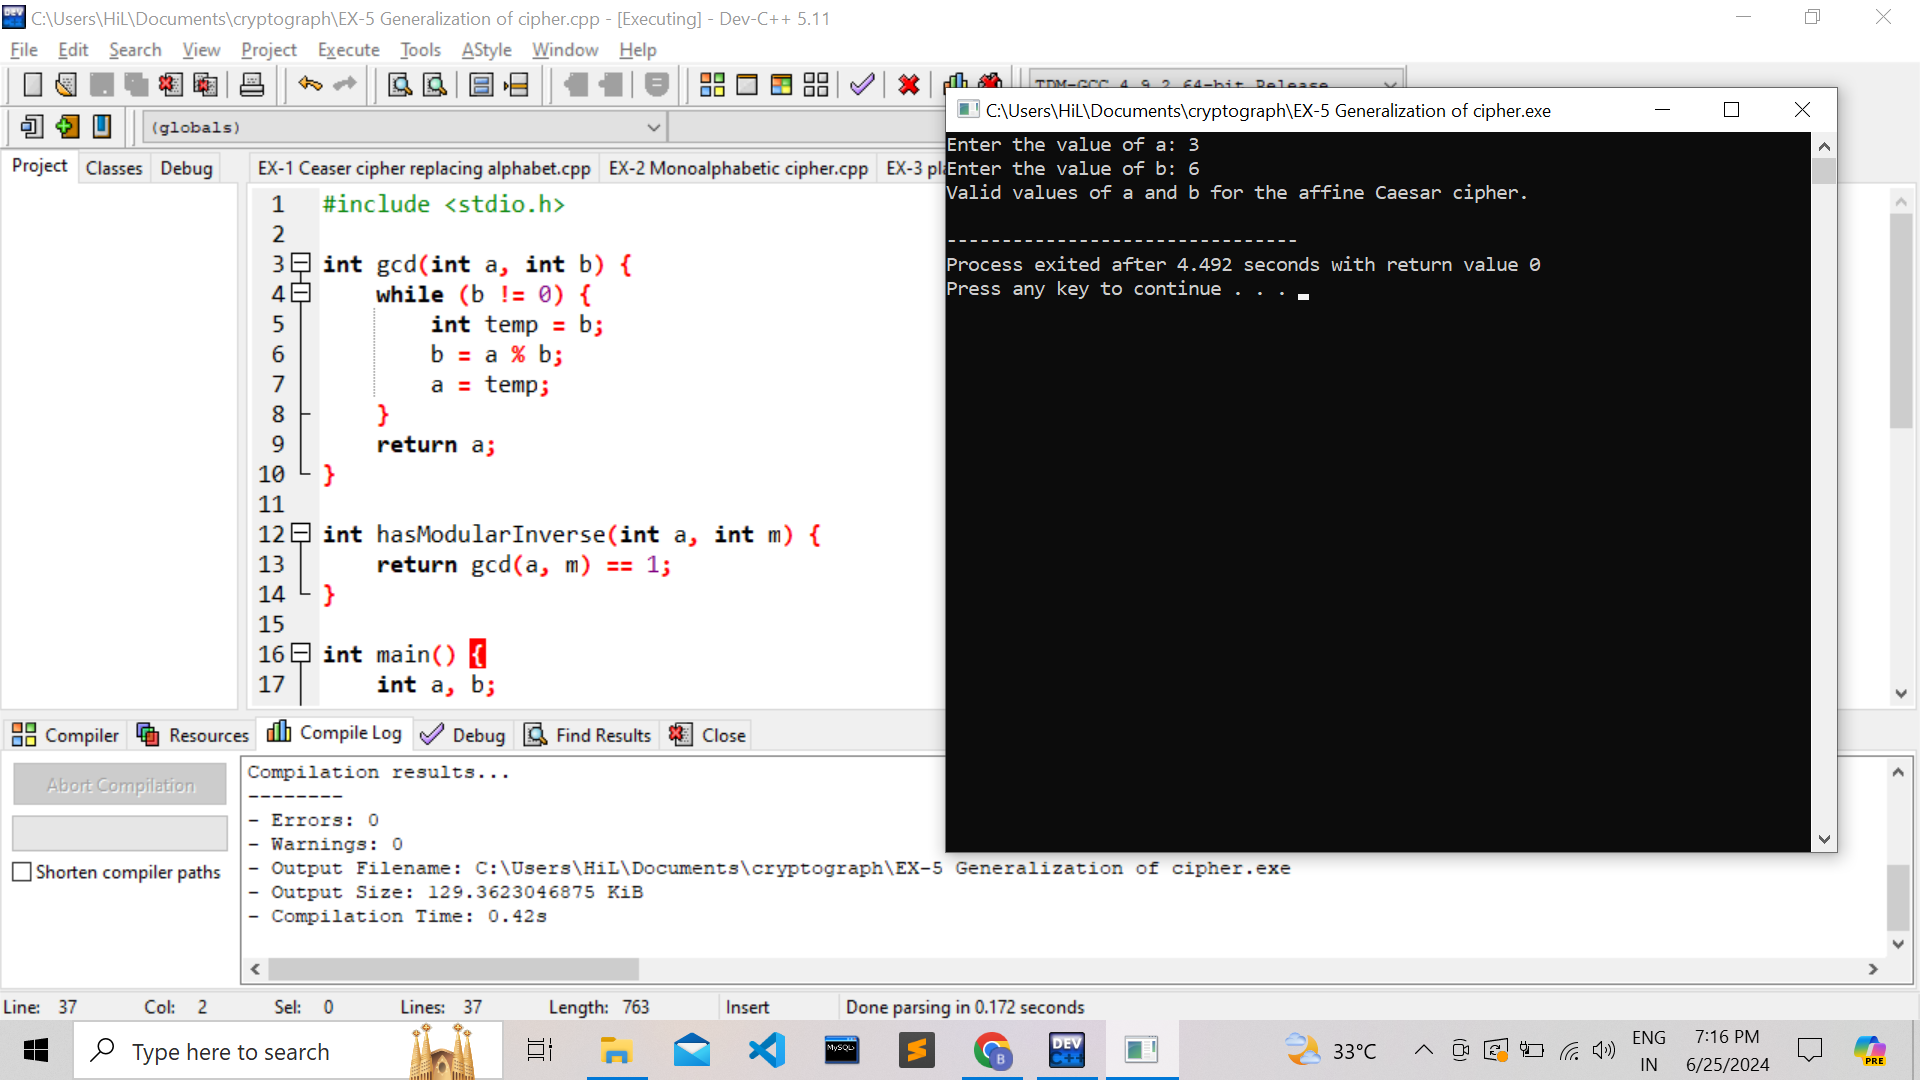 C:\Users\HiL\Documents\cryptograph\EX-5 Generalization of cipher.cpp - [Executing] - Dev-C++ 5.11
File Edit Search View Project Execute Tools AStyle Window Help
TDM-GCC 4.9.2 64-bit Release
(globals)
Project Classes Debug
EX-1 Ceaser cipher replacing alphabet.cpp EX-2 Monoalphabetic cipher.cpp EX-3
1 #include <stdio.h>
2
3 int gcd(int a, int b) {
4 while (b != 0) {
5 int temp = b;
6 b = a % b;
7 a = temp;
8 }
9 return a;
10 }
11
12 int hasModularInverse(int a, int m) {
13 return gcd(a, m) == 1;
14 }
15
16 int main() {
17 int a, b;
C:\Users\HiL\Documents\cryptograph\EX-5 Generalization of cipher.exe
Enter the value of a: 3
Enter the value of b: 6
Valid values of a and b for the affine Caesar cipher.
--------------------------------
Process exited after 4.492 seconds with return value 0
Press any key to continue . . .
Compiler Resources Compile Log Debug Find Results Close
Abort Compilation
Shorten compiler paths
Compilation results...
--------
- Errors: 0
- Warnings: 0
- Output Filename: C:\Users\HiL\Documents\cryptograph\EX-5 Generalization of cipher.exe
- Output Size: 129.3623046875 KiB
- Compilation Time: 0.42s
Line: 37 Col: 2 Sel: 0 Lines: 37 Length: 763 Insert Done parsing in 0.172 seconds
Type here to search
MySQL
DEV C++
B
33°C
ENG
IN
7:16 PM
6/25/2024
PRE